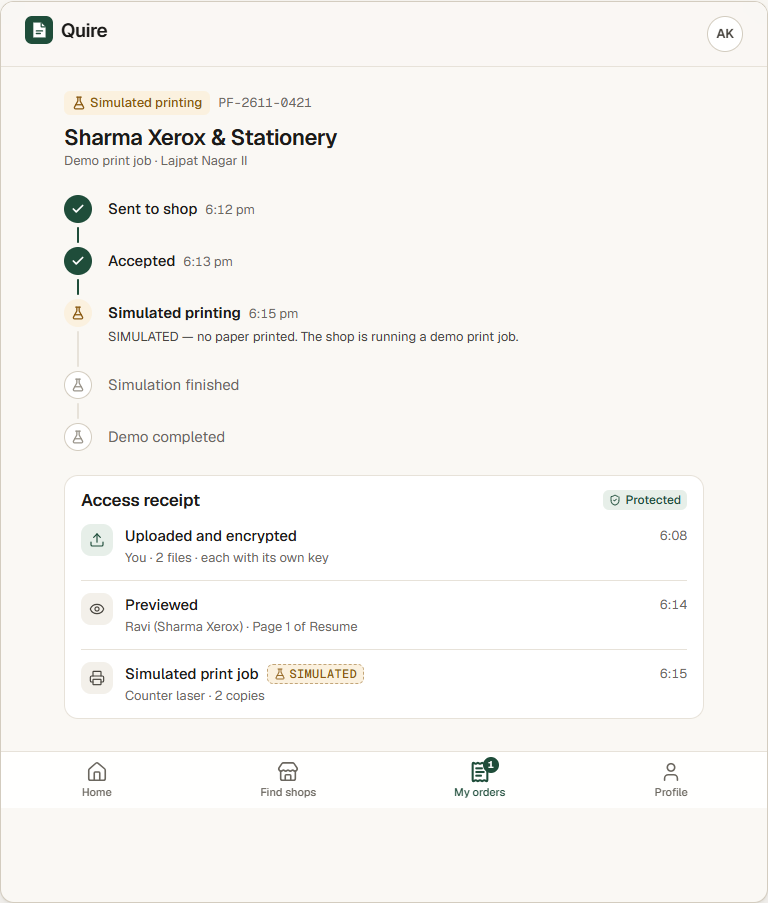 Quire
AK
Simulated printing PF-2611-0421
Sharma Xerox & Stationery
Demo print job · Lajpat Nagar II
Sent to shop 6:12 pm
Accepted 6:13 pm
Simulated printing 6:15 pm
SIMULATED — no paper printed. The shop is running a demo print job.
Simulation finished
Demo completed
Access receipt Protected
Uploaded and encrypted 6:08
You · 2 files · each with its own key
Previewed 6:14
Ravi (Sharma Xerox) · Page 1 of Resume
Simulated print job SIMULATED 6:15
Counter laser · 2 copies
1
Home Find shops My orders Profile